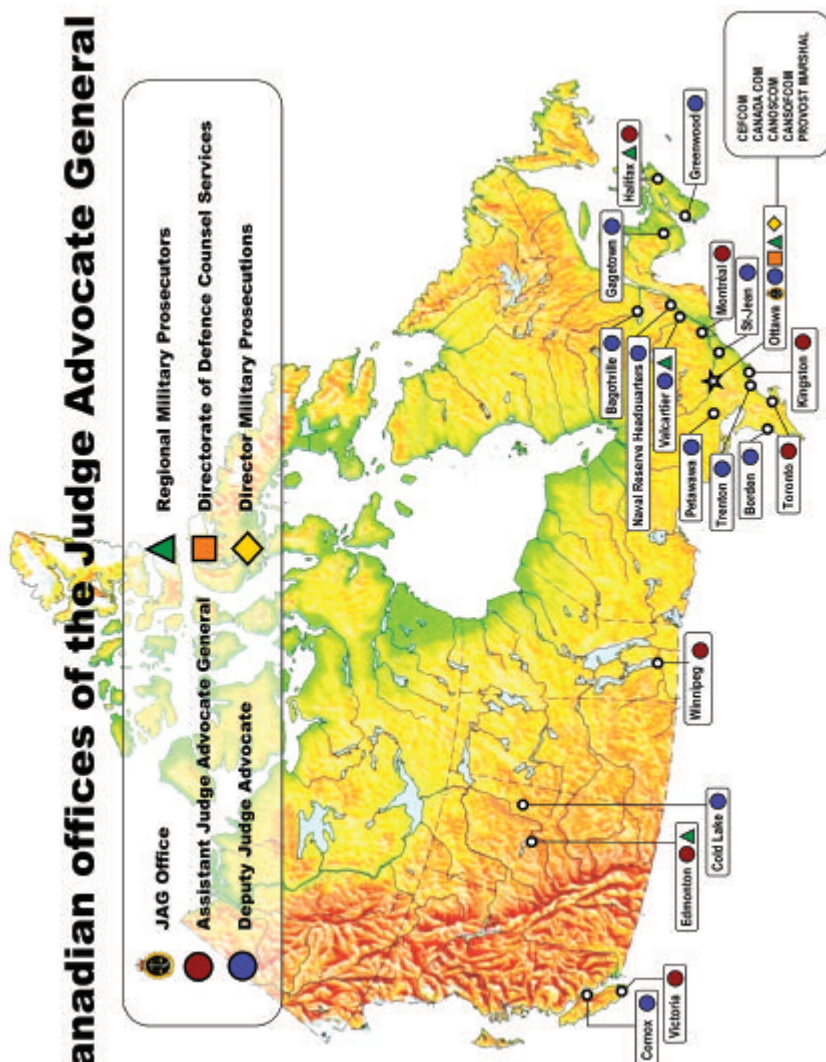 anadian offices of the Judge Advocate General
JAG Office
Assistant Judge Advocate General
Deputy Judge Advocate
Regional Military Prosecutors
Directorate of Defence Counsel Services
Director Military Prosecutions
Comox
Victoria
Edmonton
Cold Lake
Winnipeg
Bagotville
Naval Reserve Headquarters
Valcartier
Petawawa
Trenton
Borden
Toronto
Kingston
Gagetown
Halifax
Greenwood
Montréal
St-Jean
Ottawa
CEFCOM
CANADA COM
CANOSCOM
CANSOFCOM
PROVOST MARSHAL